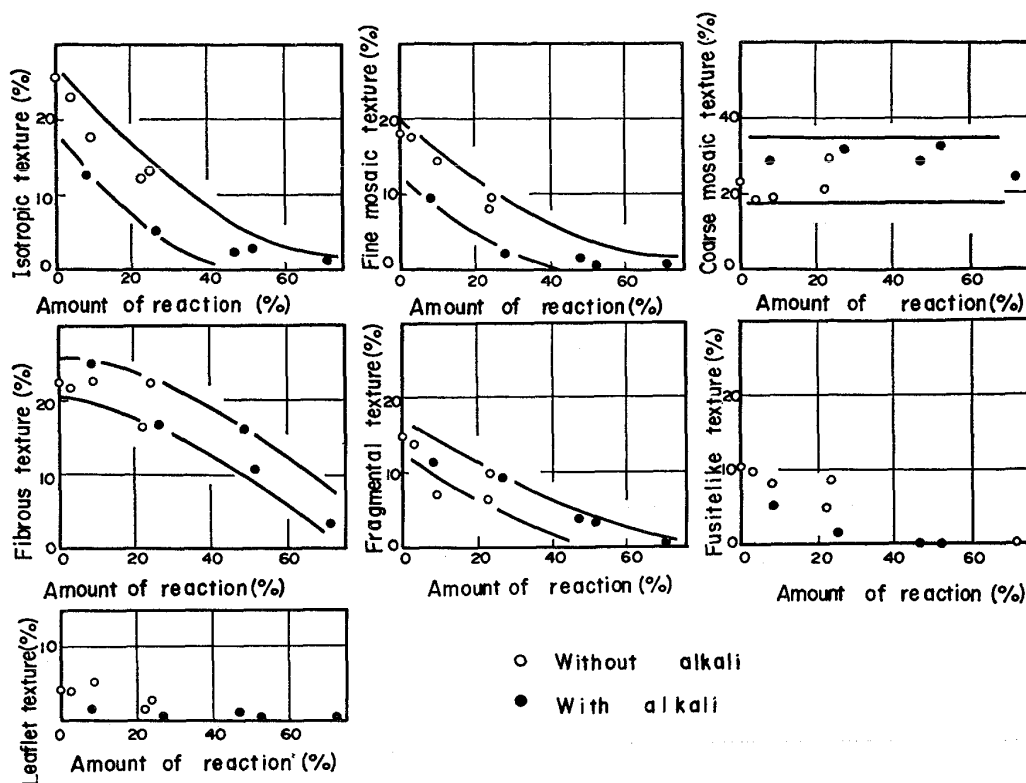 Isotropic texture (%)
20
10
0
0 20 40 60
Amount of reaction (%)
Fine mosaic texture (%)
20
10
0
0 20 40 60
Amount of reaction (%)
Coarse mosaic texture (%)
40
20
0
0 20 40 60
Amount of reaction (%)
Fibrous texture (%)
20
10
0
0 20 40 60
Amount of reaction (%)
Fragmental texture (%)
20
10
0
0 20 40 60
Amount of reaction (%)
Fusitelike texture (%)
20
10
0
0 20 40 60
Amount of reaction (%)
Leaflet texture (%)
10
0
0 20 40 60
Amount of reaction (%)
Without alkali
With alkali